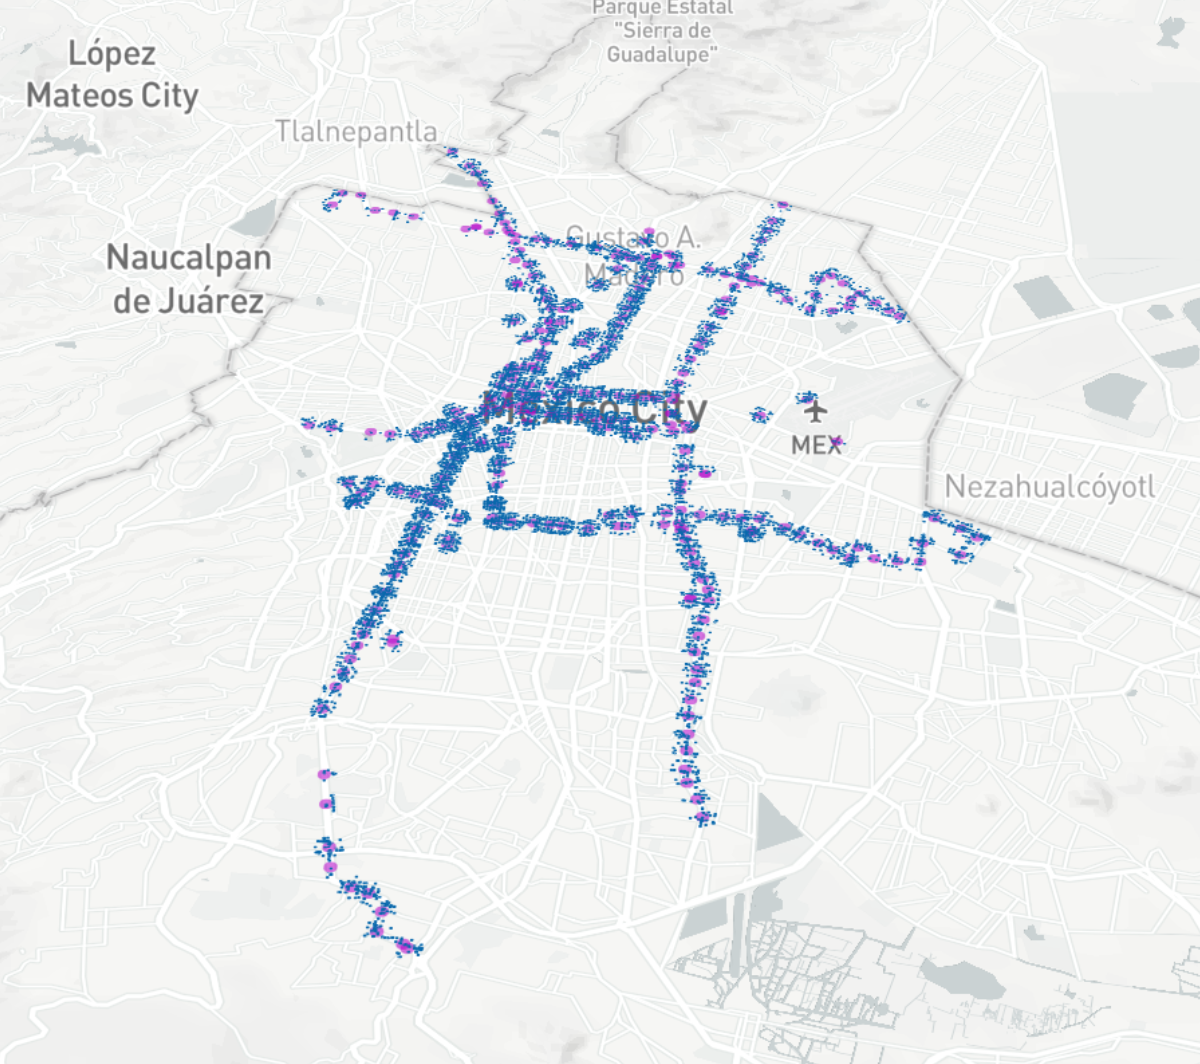 Parque Estatal
"Sierra de
Guadalupe"
López
Mateos City
Tlalnepantla
Gustavo A.
Madero
Naucalpan
de Juárez
Mexico City
MEX
Nezahualcóyotl